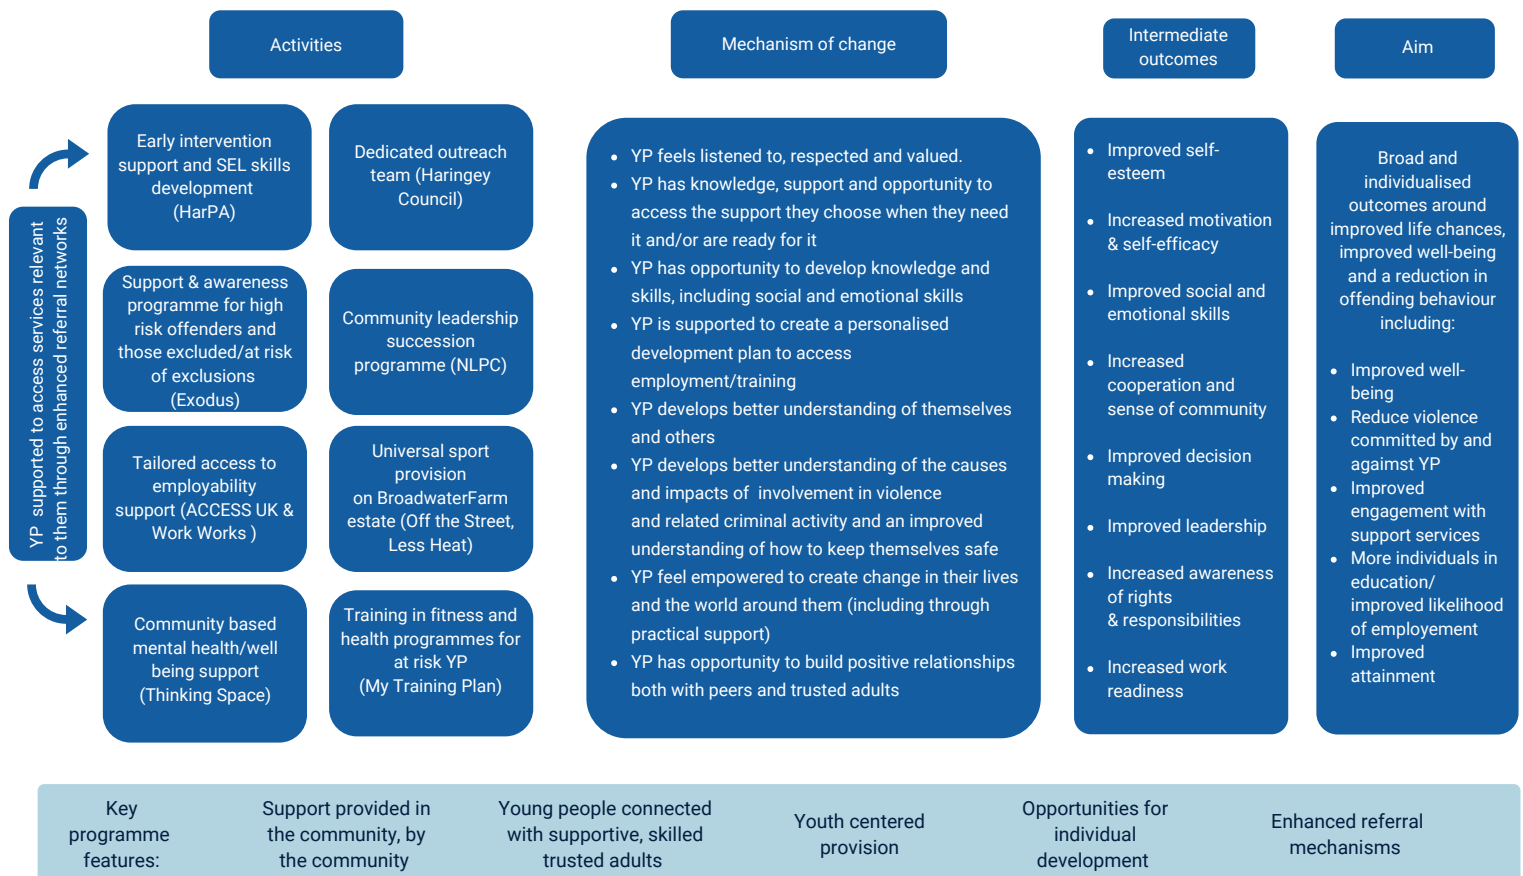 Activities
Mechanism of change
Intermediate
outcomes
Aim
YP supported to access services relevant
to them through enhanced referral networks
Early intervention
support and SEL skills
development
(HarPA)
Dedicated outreach
team (Haringey
Council)
Support & awareness
programme for high
risk offenders and
those excluded/at risk
of exclusions
(Exodus)
Community leadership
succession
programme (NLPC)
Tailored access to
employability
support (ACCESS UK &
Work Works )
Universal sport
provision
on BroadwaterFarm
estate (Off the Street,
Less Heat)
Community based
mental health/well
being support
(Thinking Space)
Training in fitness and
health programmes for
at risk YP
(My Training Plan)
• YP feels listened to, respected and valued.
• YP has knowledge, support and opportunity to
access the support they choose when they need
it and/or are ready for it
• YP has opportunity to develop knowledge and
skills, including social and emotional skills
• YP is supported to create a personalised
development plan to access
employment/training
• YP develops better understanding of themselves
and others
• YP develops better understanding of the causes
and impacts of involvement in violence
and related criminal activity and an improved
understanding of how to keep themselves safe
• YP feel empowered to create change in their lives
and the world around them (including through
practical support)
• YP has opportunity to build positive relationships
both with peers and trusted adults
• Improved self-
esteem
• Increased motivation
& self-efficacy
• Improved social and
emotional skills
• Increased
cooperation and
sense of community
• Improved decision
making
• Improved leadership
• Increased awareness
of rights
& responsibilities
• Increased work
readiness
Broad and
individualised
outcomes around
improved life chances,
improved well-being
and a reduction in
offending behaviour
including:
• Improved well-
being
• Reduce violence
committed by and
against YP
• Improved
engagement with
support services
• More individuals in
education/
improved likelihood
of employement
• Improved
attainment
Key
programme
features:
Support provided in
the community, by
the community
Young people connected
with supportive, skilled
trusted adults
Youth centered
provision
Opportunities for
individual
development
Enhanced referral
mechanisms